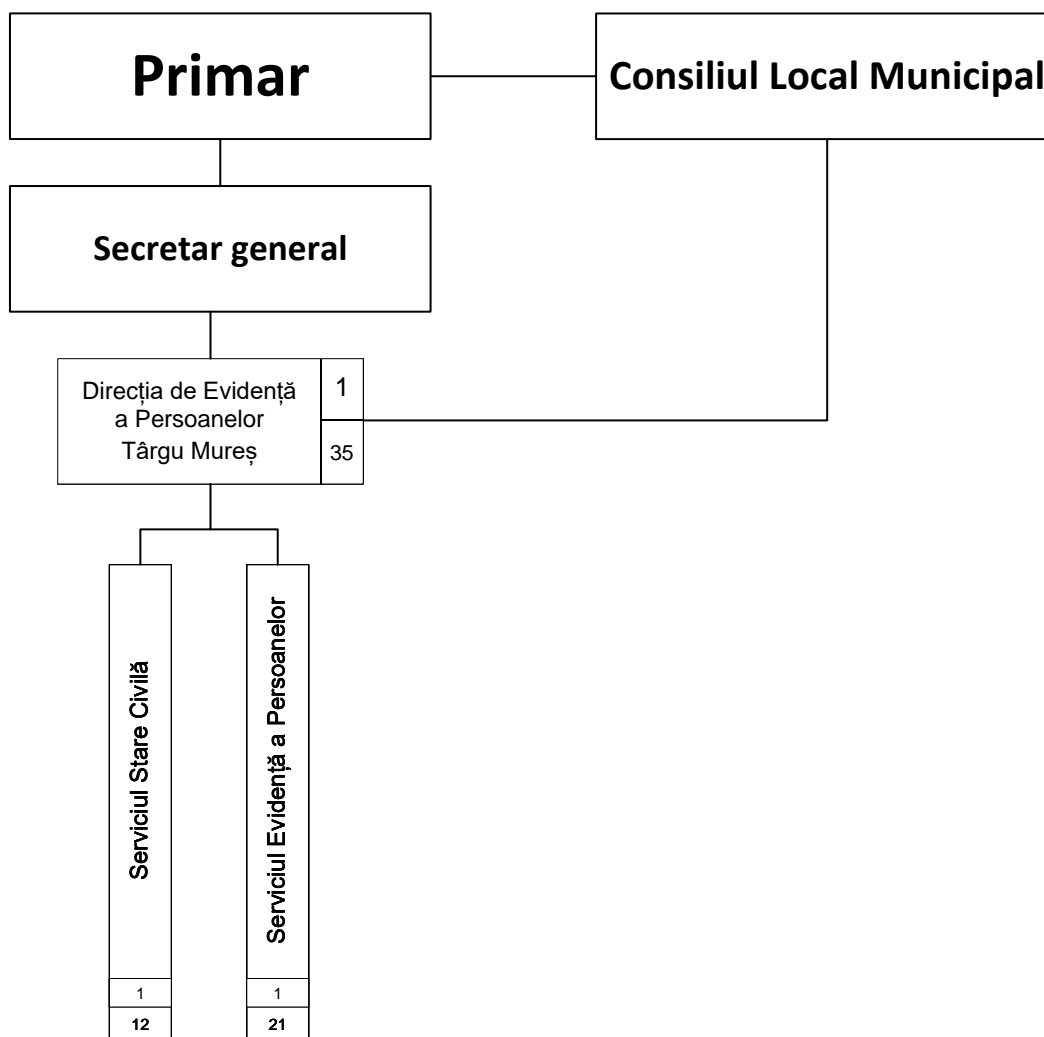 Primar
Consiliul Local Municipal
Secretar general
Direcția de Evidență
a Persoanelor
Târgu Mureș
1
35
Serviciul Stare Civilă
1
12
Serviciul Evidență a Persoanelor
1
21